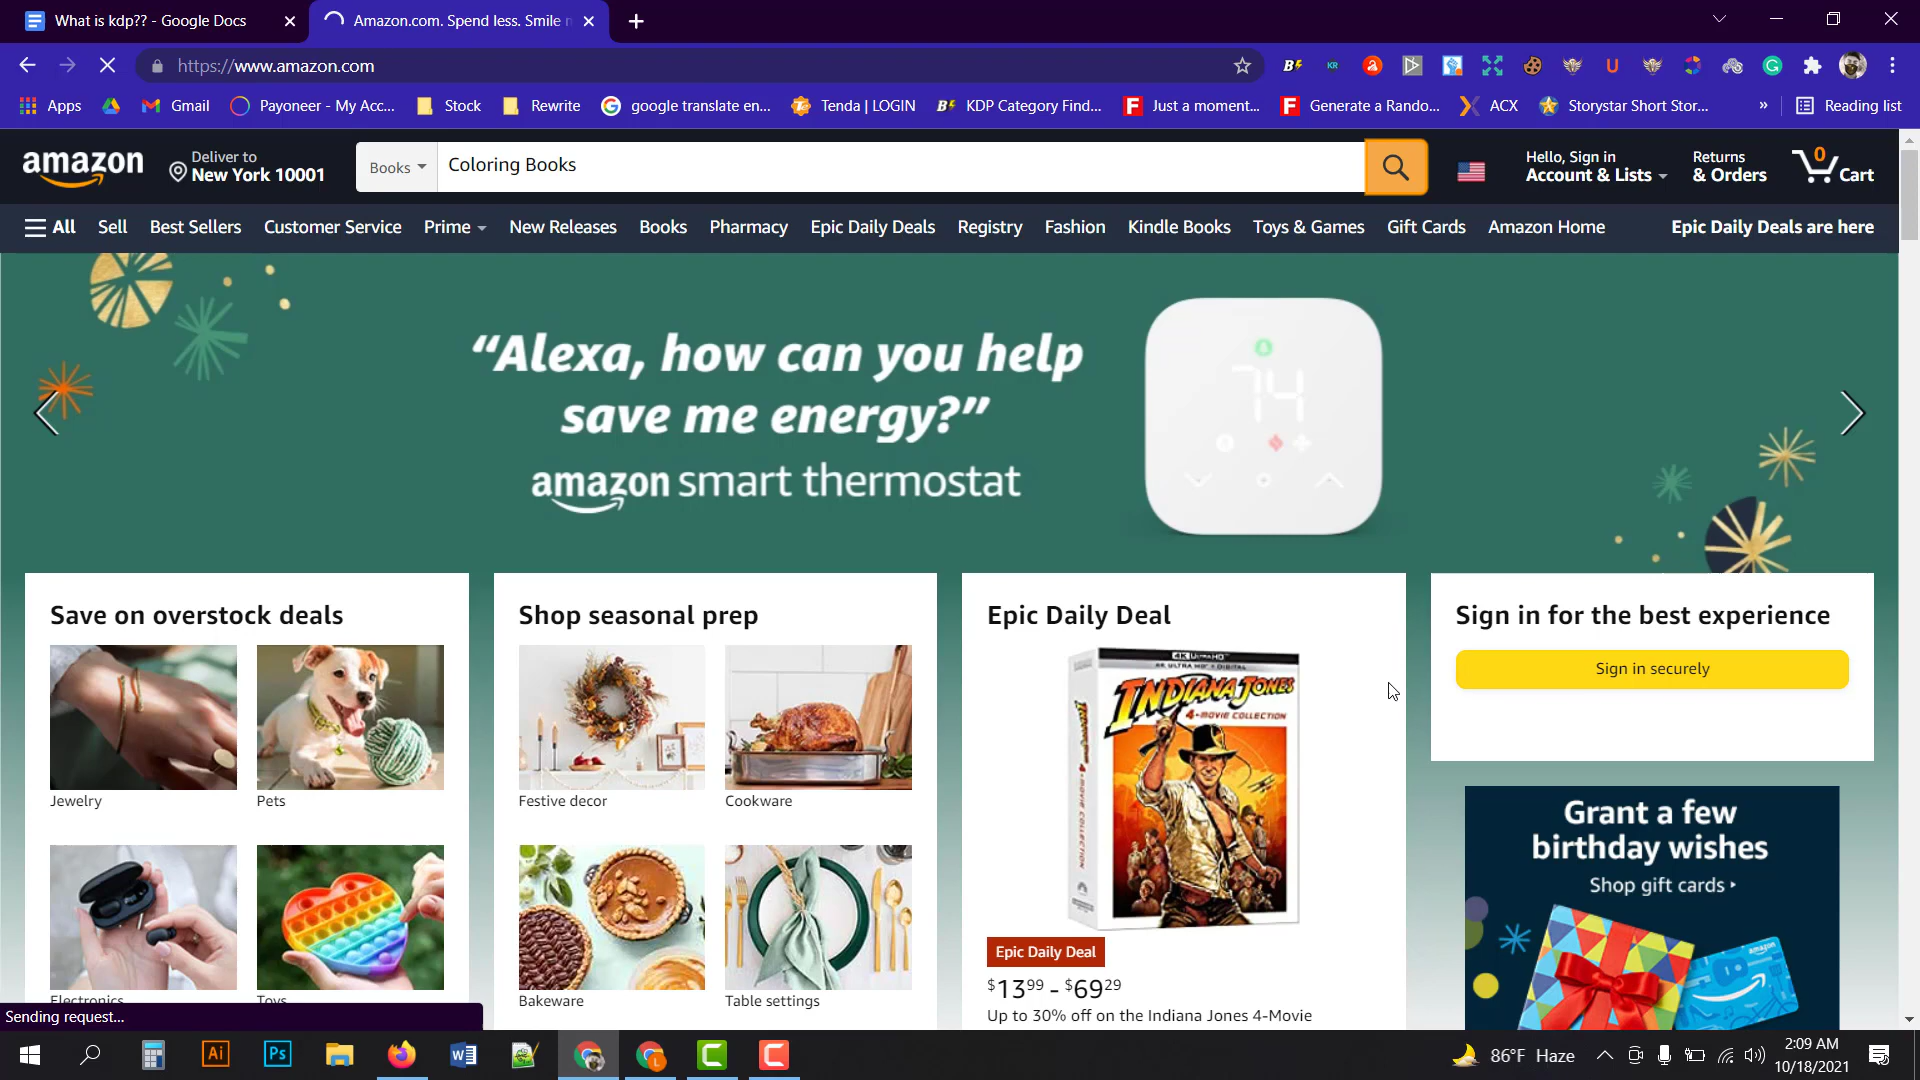 What is kdp?? - Google Docs
Amazon.com. Spend less. Smile
https://www.amazon.com
Apps
Gmail
Payoneer - My Acc...
Stock
Rewrite
google translate en...
Tenda | LOGIN
KDP Category Find...
Just a moment...
Generate a Rando...
ACX
Storystar Short Stor...
»
Reading list
amazon
Deliver to
New York 10001
Books
Coloring Books
Hello, Sign in
Account & Lists
Returns
& Orders
0
Cart
All
Sell
Best Sellers
Customer Service
Prime
New Releases
Books
Pharmacy
Epic Daily Deals
Registry
Fashion
Kindle Books
Toys & Games
Gift Cards
Amazon Home
Epic Daily Deals are here
“Alexa, how can you help
save me energy?”
amazon smart thermostat
74
Save on overstock deals
Jewelry
Pets
Electronics
Toys
Shop seasonal prep
Festive decor
Cookware
Bakeware
Table settings
Epic Daily Deal
4K ULTRA HD
4K ULTRA HD + DIGITAL
INDIANA JONES
4-MOVIE COLLECTION
Epic Daily Deal
$13.99 - $69.29
Up to 30% off on the Indiana Jones 4-Movie
Sign in for the best experience
Sign in securely
Grant a few
birthday wishes
Shop gift cards
amazon
Sending request...
86°F Haze
2:09 AM
10/18/2021